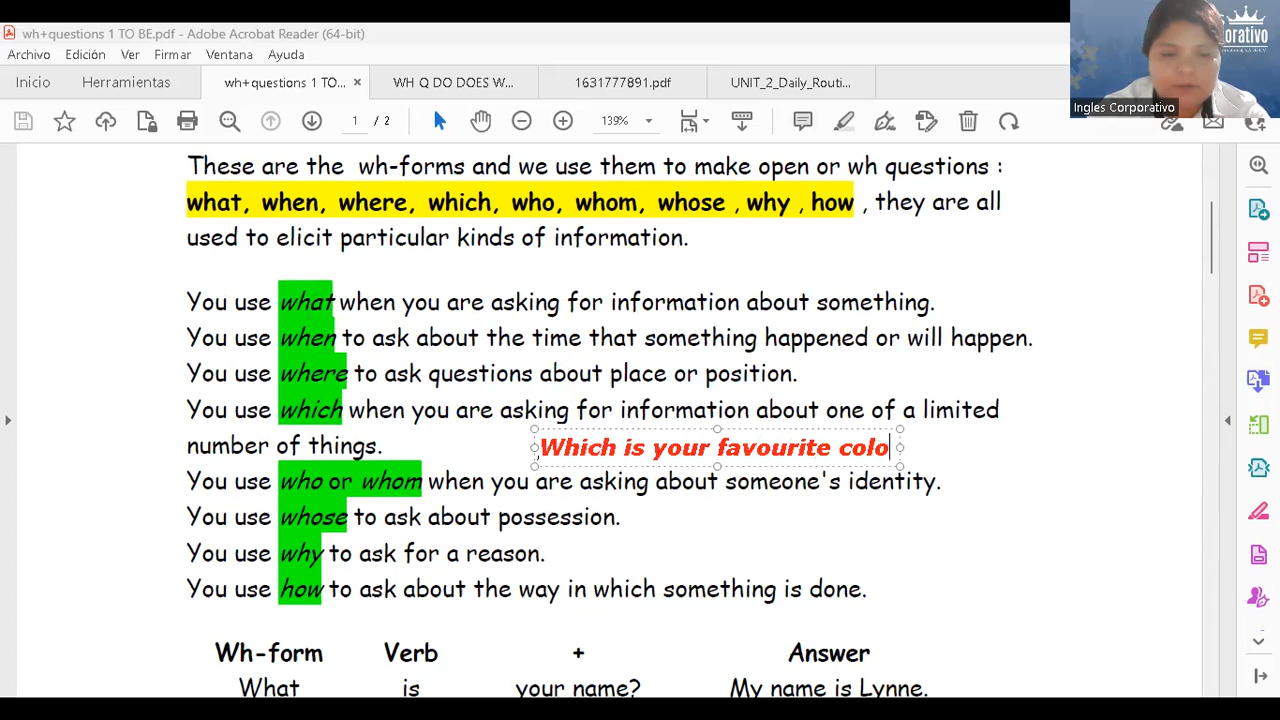 wh+questions 1 TO BE.pdf - Adobe Acrobat Reader (64-bit)
Archivo Edición Ver Firmar Ventana Ayuda
Inicio Herramientas wh+questions 1 TO... × WH Q DO DOES W... 1631777891.pdf UNIT_2_Daily_Routi...
1 / 2 139%
orativo
Ingles Corporativo
These are the wh-forms and we use them to make open or wh questions :
what, when, where, which, who, whom, whose , why , how , they are all
used to elicit particular kinds of information.
You use what when you are asking for information about something.
You use when to ask about the time that something happened or will happen.
You use where to ask questions about place or position.
You use which when you are asking for information about one of a limited
number of things. Which is your favourite colo
You use who or whom when you are asking about someone's identity.
You use whose to ask about possession.
You use why to ask for a reason.
You use how to ask about the way in which something is done.
Wh-form Verb + Answer
What is your name? My name is Lynne.